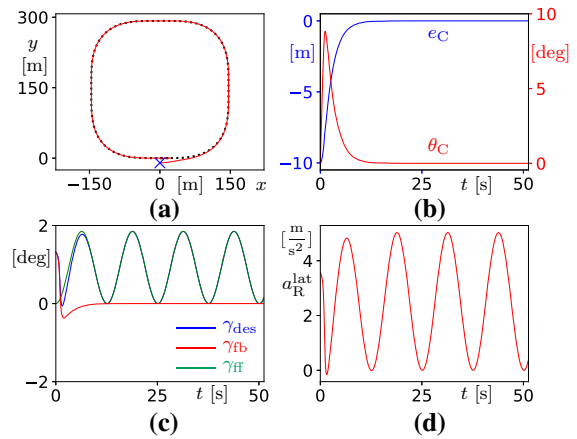 y
[m]
150
0
−150 0 [m] 150 x
(a)
0
[m]
−5
−10
e_C
θ_C
10
[deg]
5
0
0 25 t [s] 50
(b)
2
[deg]
0
−2
γ_des
γ_fb
γ_ff
0 25 t [s] 50
(c)
[m/s²]
4
a_R^lat
2
0
0 25 t [s] 50
(d)